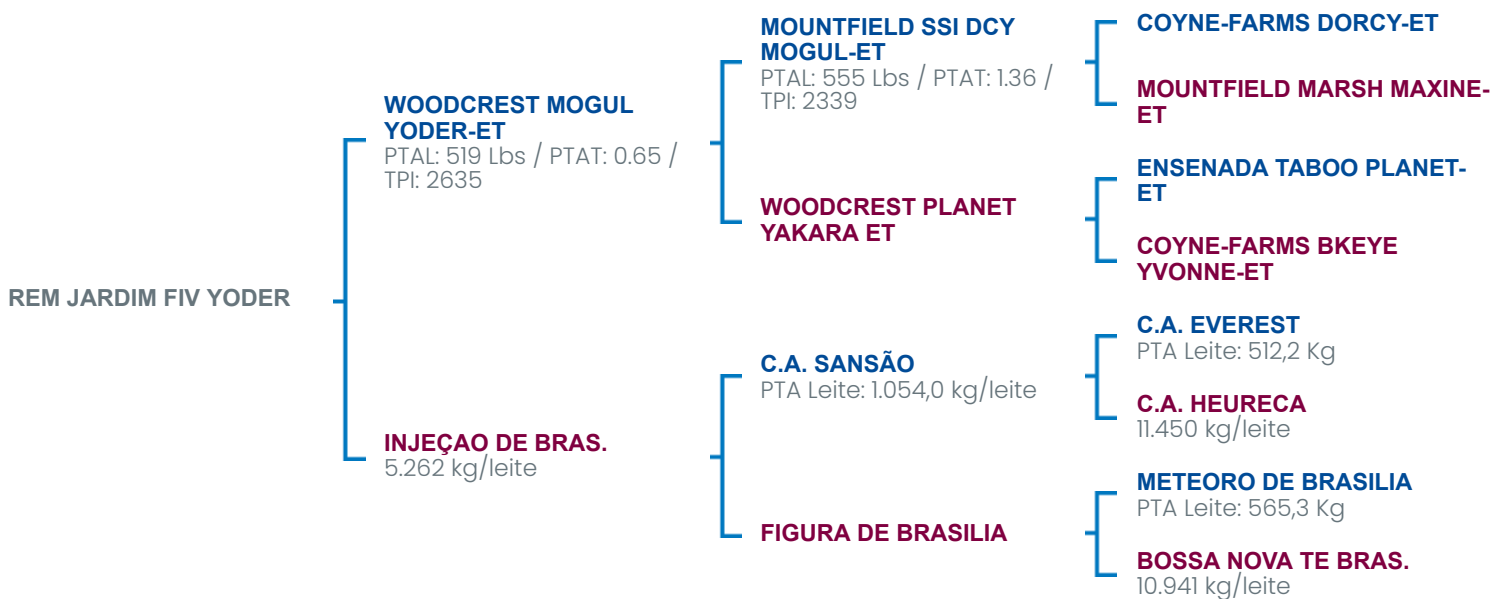 REM JARDIM FIV YODER
WOODCREST MOGUL
YODER-ET
PTAL: 519 Lbs / PTAT: 0.65 /
TPI: 2635
INJEÇAO DE BRAS.
5.262 kg/leite
MOUNTFIELD SSI DCY
MOGUL-ET
PTAL: 555 Lbs / PTAT: 1.36 /
TPI: 2339
WOODCREST PLANET
YAKARA ET
C.A. SANSÃO
PTA Leite: 1.054,0 kg/leite
FIGURA DE BRASILIA
COYNE-FARMS DORCY-ET
MOUNTFIELD MARSH MAXINE-
ET
ENSENADA TABOO PLANET-
ET
COYNE-FARMS BKEYE
YVONNE-ET
C.A. EVEREST
PTA Leite: 512,2 Kg
C.A. HEURECA
11.450 kg/leite
METEORO DE BRASILIA
PTA Leite: 565,3 Kg
BOSSA NOVA TE BRAS.
10.941 kg/leite